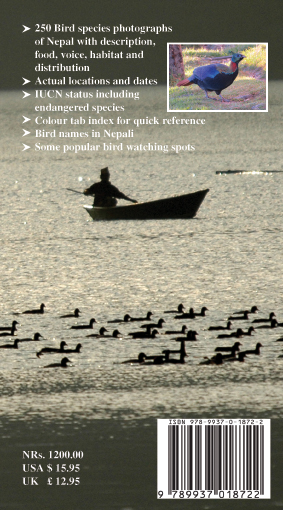 ➤ 250 Bird species photographs
of Nepal with description,
food, voice, habitat and
distribution
➤ Actual locations and dates
➤ IUCN status including
endangered species
➤ Colour tab index for quick reference
➤ Bird names in Nepali
➤ Some popular bird watching spots
ISBN 978-9937-0-1872-2
NRs. 1200.00
USA $ 15.95
UK £ 12.95
9 789937 018722